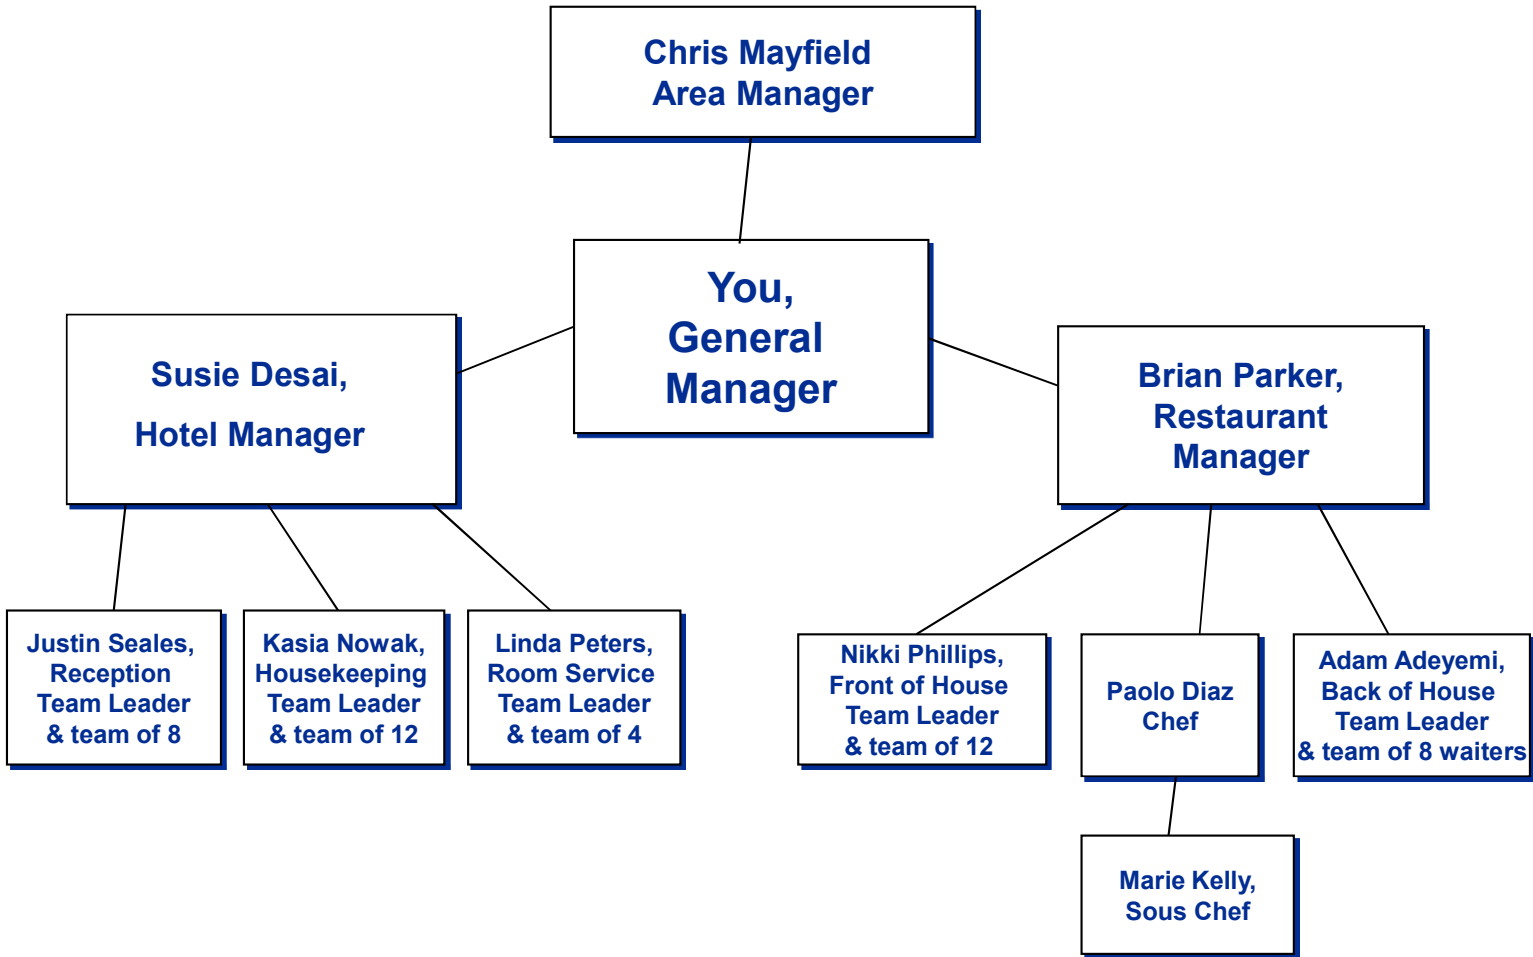 Chris Mayfield
Area Manager
You,
General
Manager
Susie Desai,
Hotel Manager
Brian Parker,
Restaurant
Manager
Justin Seales,
Reception
Team Leader
& team of 8
Kasia Nowak,
Housekeeping
Team Leader
& team of 12
Linda Peters,
Room Service
Team Leader
& team of 4
Nikki Phillips,
Front of House
Team Leader
& team of 12
Paolo Diaz
Chef
Adam Adeyemi,
Back of House
Team Leader
& team of 8 waiters
Marie Kelly,
Sous Chef